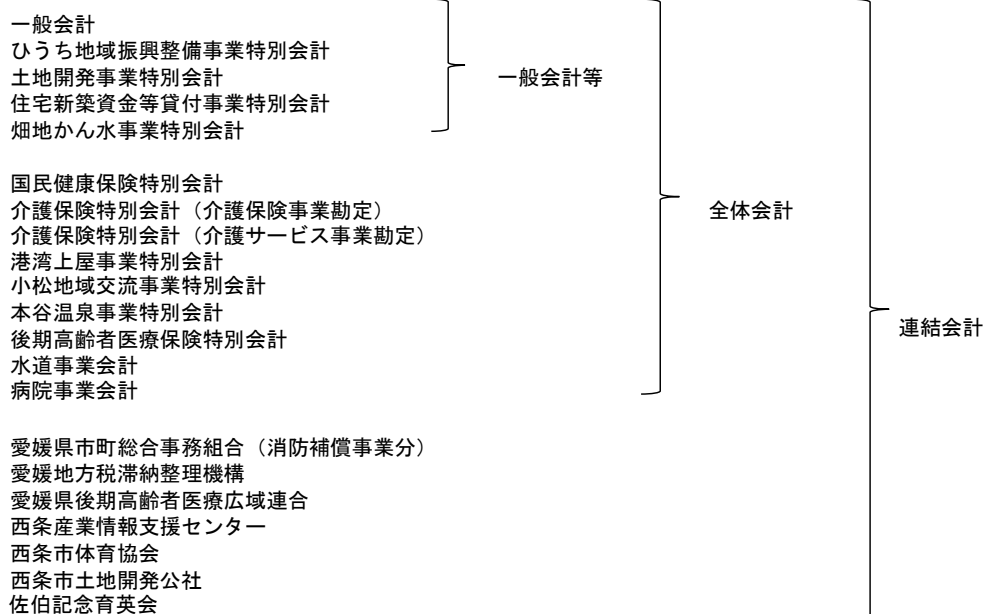 一般会計
ひうち地域振興整備事業特別会計
土地開発事業特別会計
一般会計等
住宅新築資金等貸付事業特別会計
畑地かん水事業特別会計
国民健康保険特別会計
介護保険特別会計（介護保険事業勘定）
全体会計
介護保険特別会計（介護サービス事業勘定）
港湾上屋事業特別会計
小松地域交流事業特別会計
本谷温泉事業特別会計
連結会計
後期高齢者医療保険特別会計
水道事業会計
病院事業会計
愛媛県市町総合事務組合（消防補償事業分）
愛媛地方税滞納整理機構
愛媛県後期高齢者医療広域連合
西条産業情報支援センター
西条市体育協会
西条市土地開発公社
佐伯記念育英会